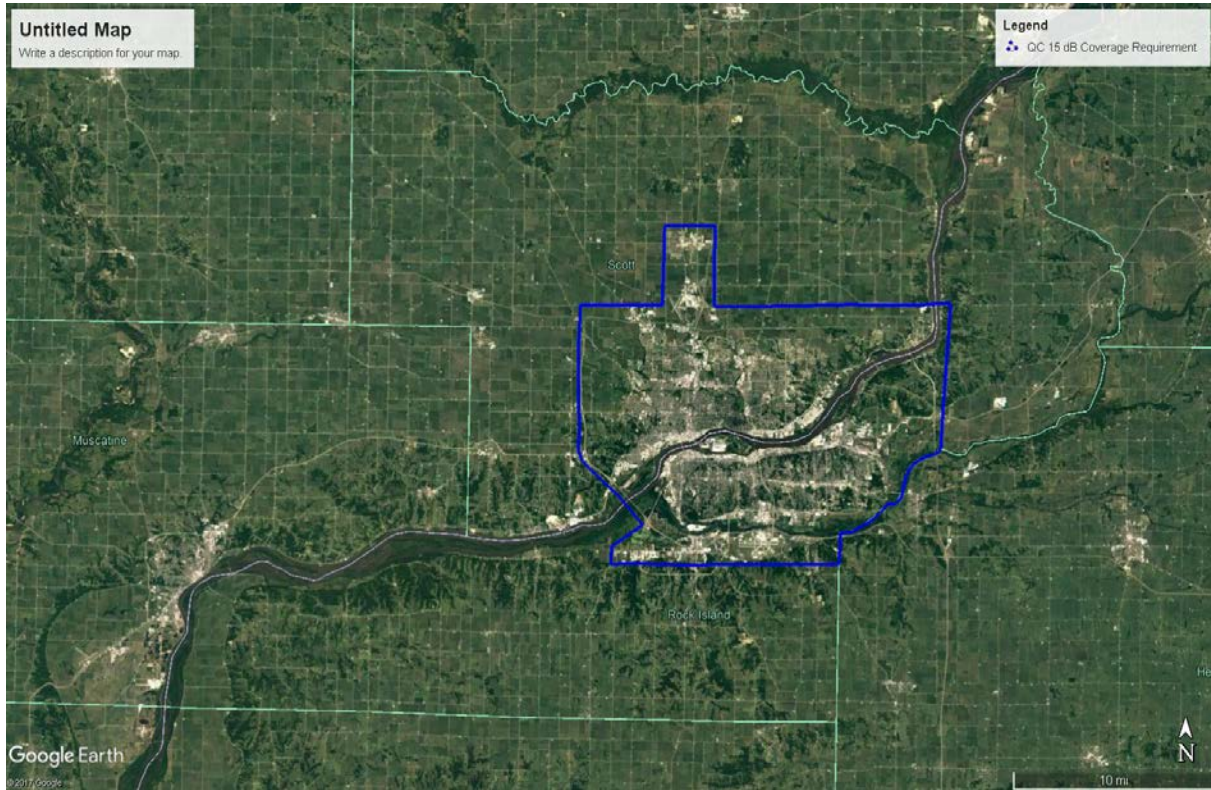 Untitled Map
Write a description for your map.
Legend
QC 15 dB Coverage Requirement
Scott
Muscatine
Rock Island
He
Google Earth
© 2017 Google
N
10 mi